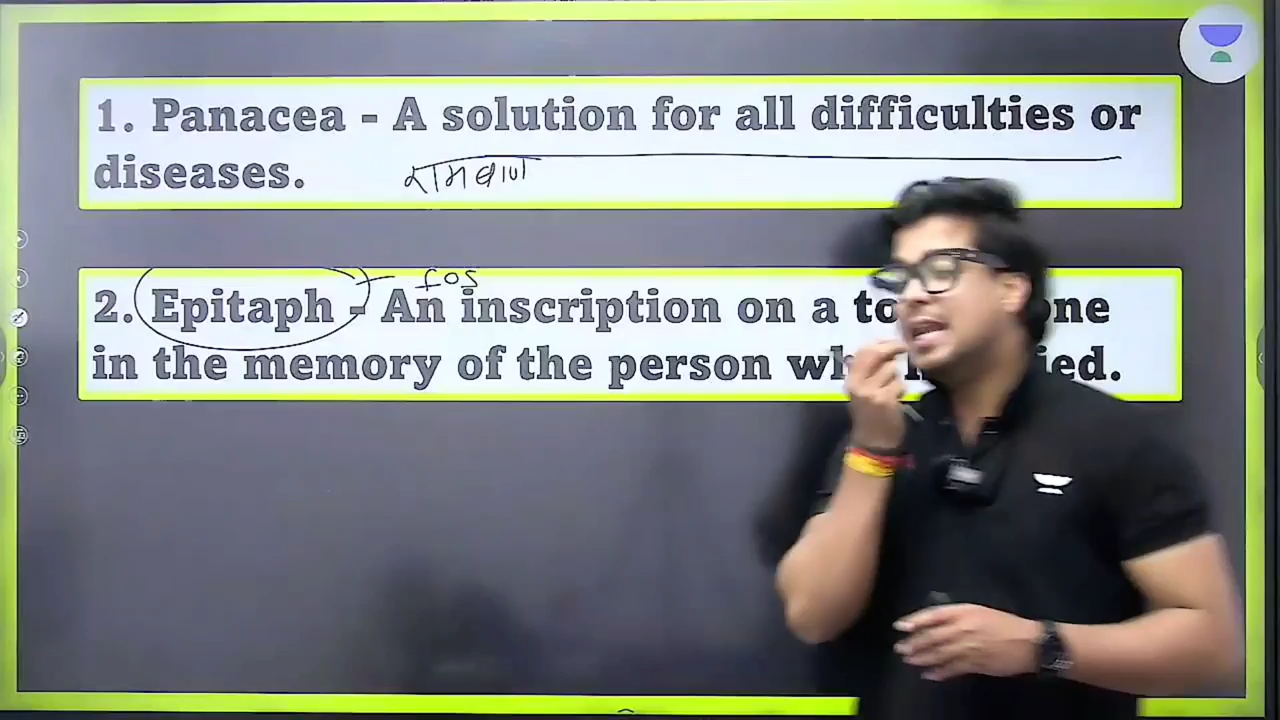 1. Panacea - A solution for all difficulties or
diseases.
रामबाण
fos
2. Epitaph - An inscription on a
in the memory of the person